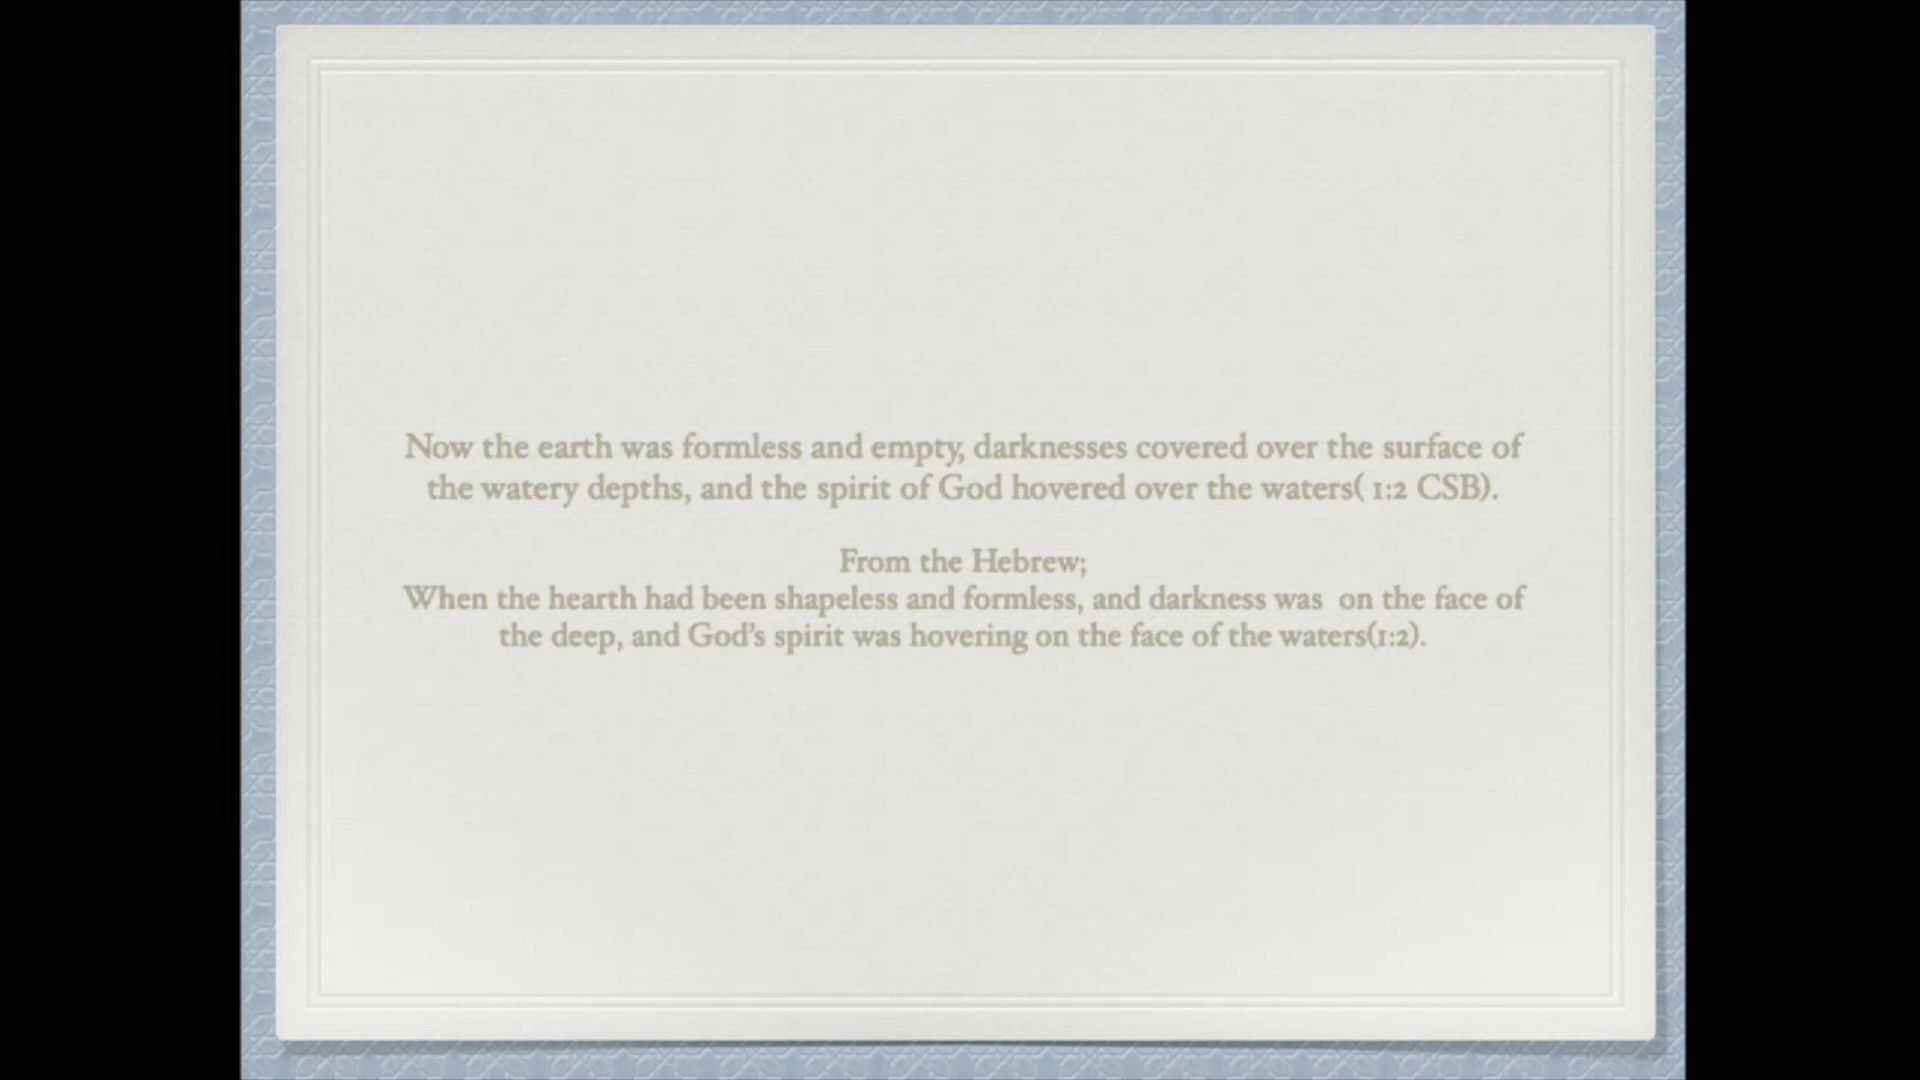 Now the earth was formless and empty, darknesses covered over the surface of
the watery depths, and the spirit of God hovered over the waters( 1:2 CSB).
From the Hebrew;
When the hearth had been shapeless and formless, and darkness was  on the face of
the deep, and God’s spirit was hovering on the face of the waters(1:2).